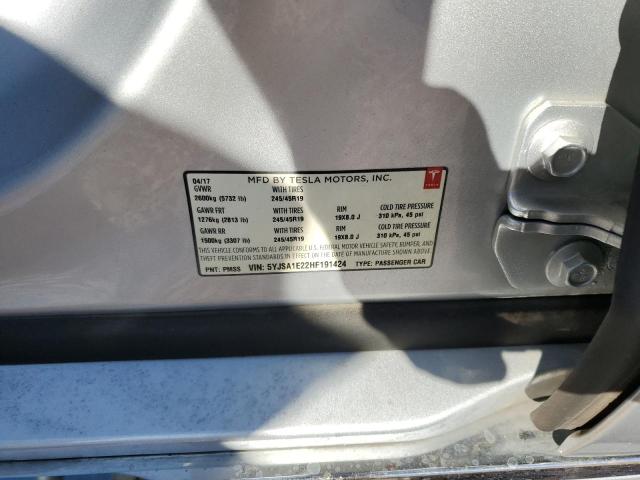 04/17 MFD BY TESLA MOTORS, INC.
GVWR WITH TIRES
2600kg (5732 lb) 245/45R19
GAWR FRT WITH TIRES RIM COLD TIRE PRESSURE
1276kg (2813 lb) 245/45R19 19X8.0 J 310 kPa, 45 psi
GAWR RR WITH TIRES RIM COLD TIRE PRESSURE
1500kg (3307 lb) 245/45R19 19X8.0 J 310 kPa, 45 psi
THIS VEHICLE CONFORMS TO ALL APPLICABLE U.S. FEDERAL MOTOR VEHICLE SAFETY, BUMPER, AND
THEFT PREVENTION STANDARDS IN EFFECT ON THE DATE OF MANUFACTURE SHOWN ABOVE.
PNT: PMSS VIN: 5YJSA1E22HF191424 TYPE: PASSENGER CAR
TESLA